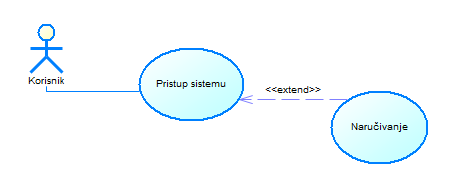 Korisnik
Pristup sistemu
<<extend>>
Naručivanje